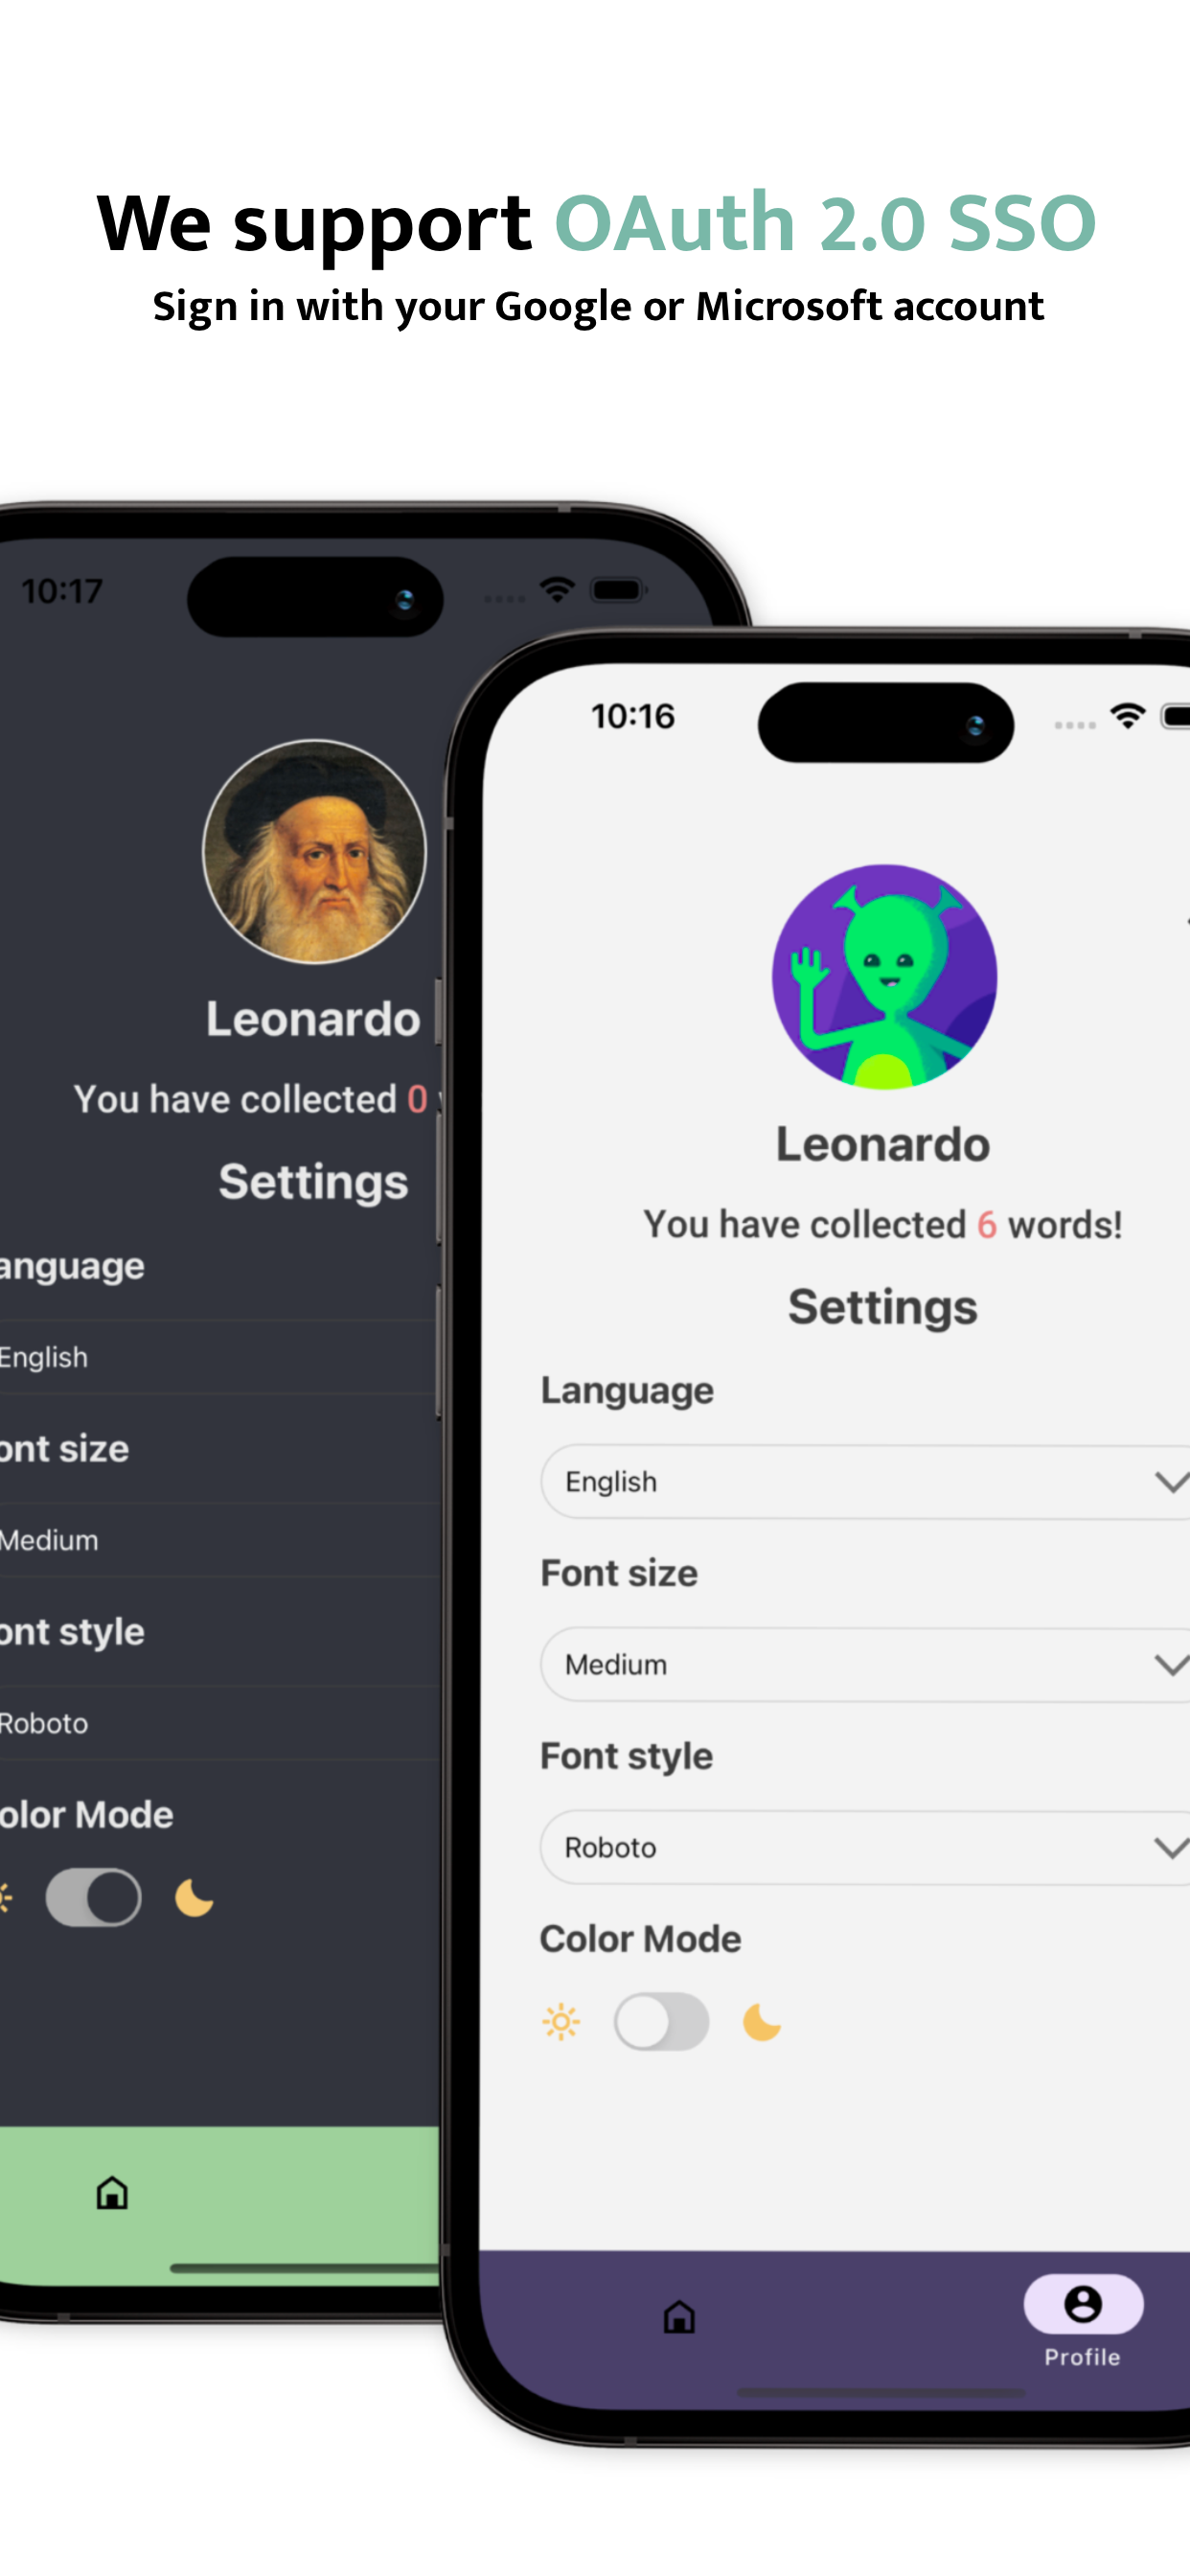 We support OAuth 2.0 SSO
Sign in with your Google or Microsoft account
10:17
Leonardo
You have collected 0
Settings
anguage
English
ont size
Medium
ont style
Roboto
olor Mode
10:16
Leonardo
You have collected 6 words!
Settings
Language
English
Font size
Medium
Font style
Roboto
Color Mode
Profile